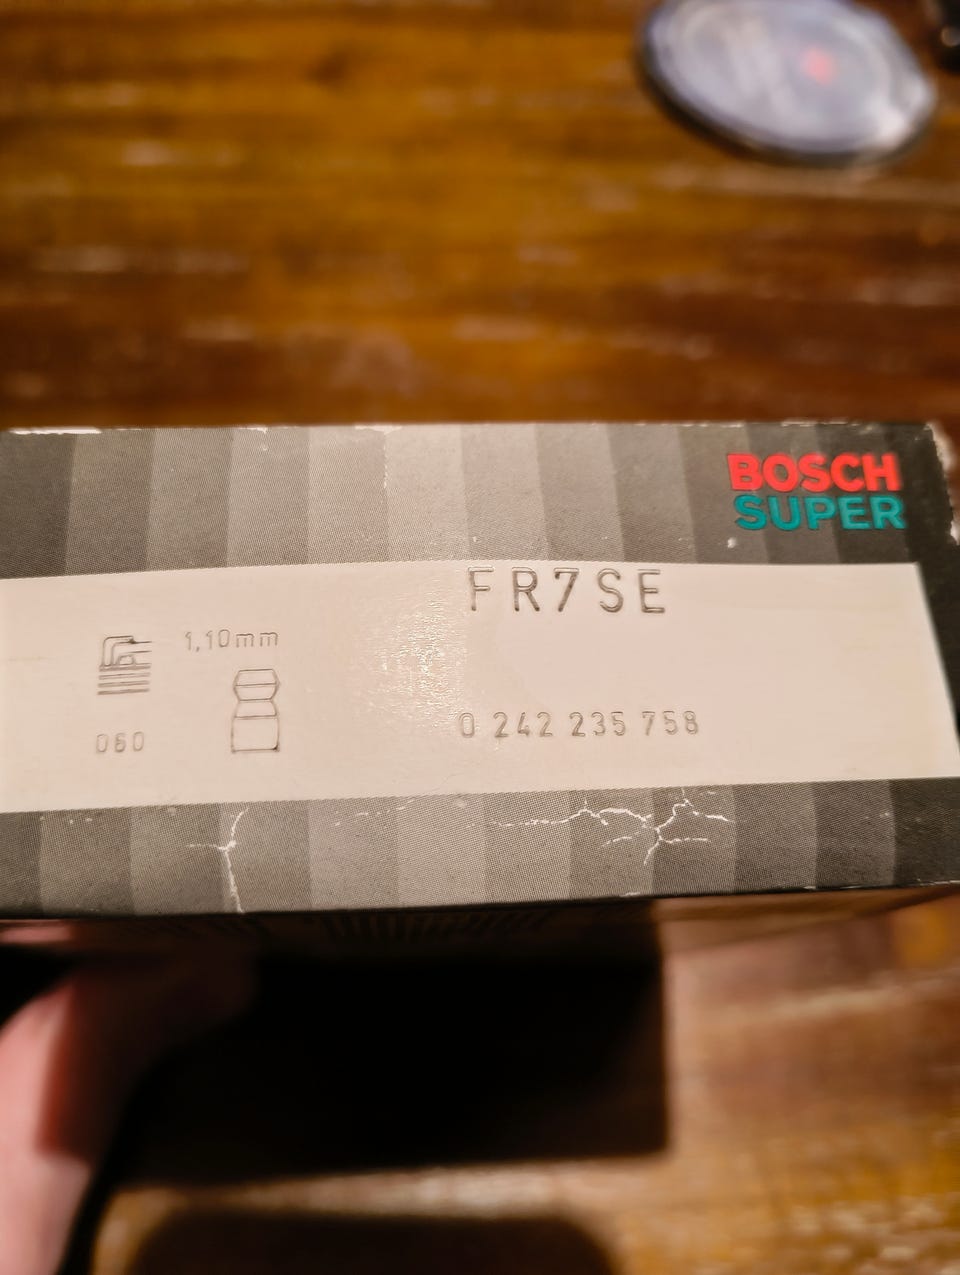 BOSCH
SUPER
FR7SE
1,10mm
0 242 235 758
060